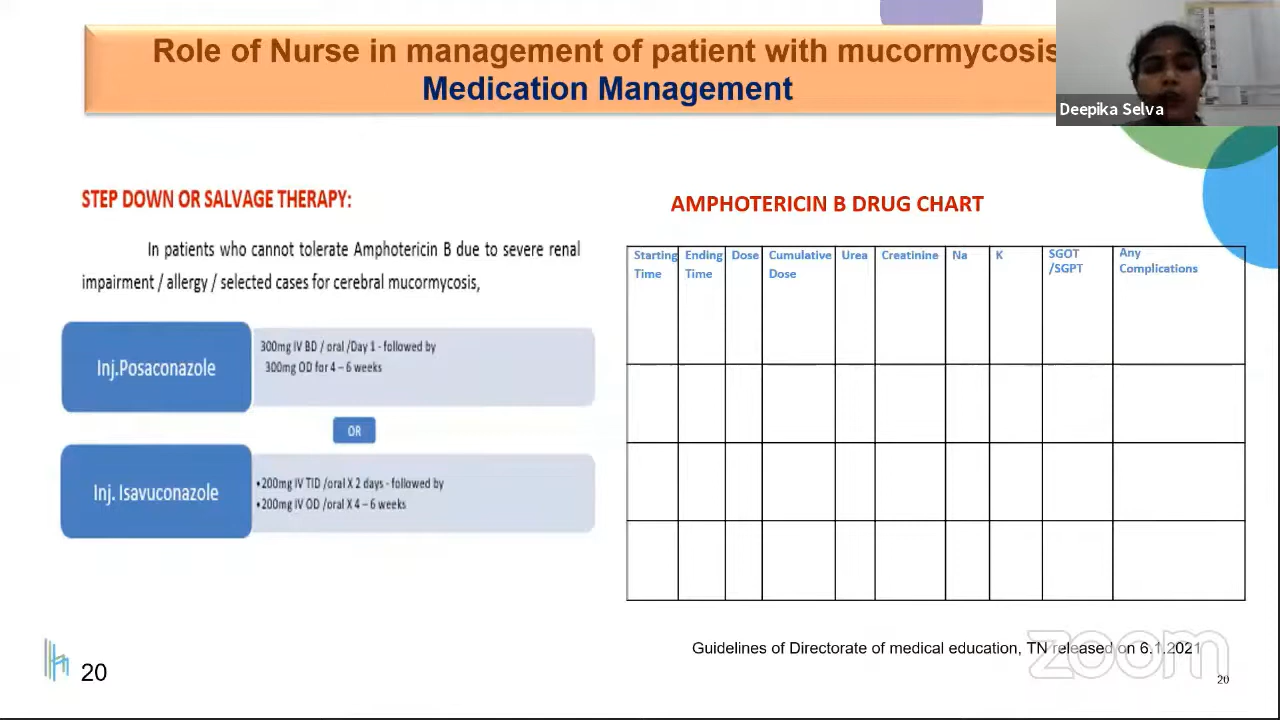 Role of Nurse in management of patient with mucormycosis
Medication Management
Deepika Selva
STEP DOWN OR SALVAGE THERAPY:
In patients who cannot tolerate Amphotericin B due to severe renal
impairment / allergy / selected cases for cerebral mucormycosis,
Inj.Posaconazole
300mg IV BD / oral /Day 1 - followed by
300mg OD for 4 – 6 weeks
OR
Inj. Isavuconazole
•200mg IV TID /oral X 2 days - followed by
•200mg IV OD /oral X 4 – 6 weeks
AMPHOTERICIN B DRUG CHART
Starting Time
Ending Time
Dose
Cumulative Dose
Urea
Creatinine
Na
K
SGOT /SGPT
Any Complications
Guidelines of Directorate of medical education, TN released on 6.1.2021
zoom
20
20